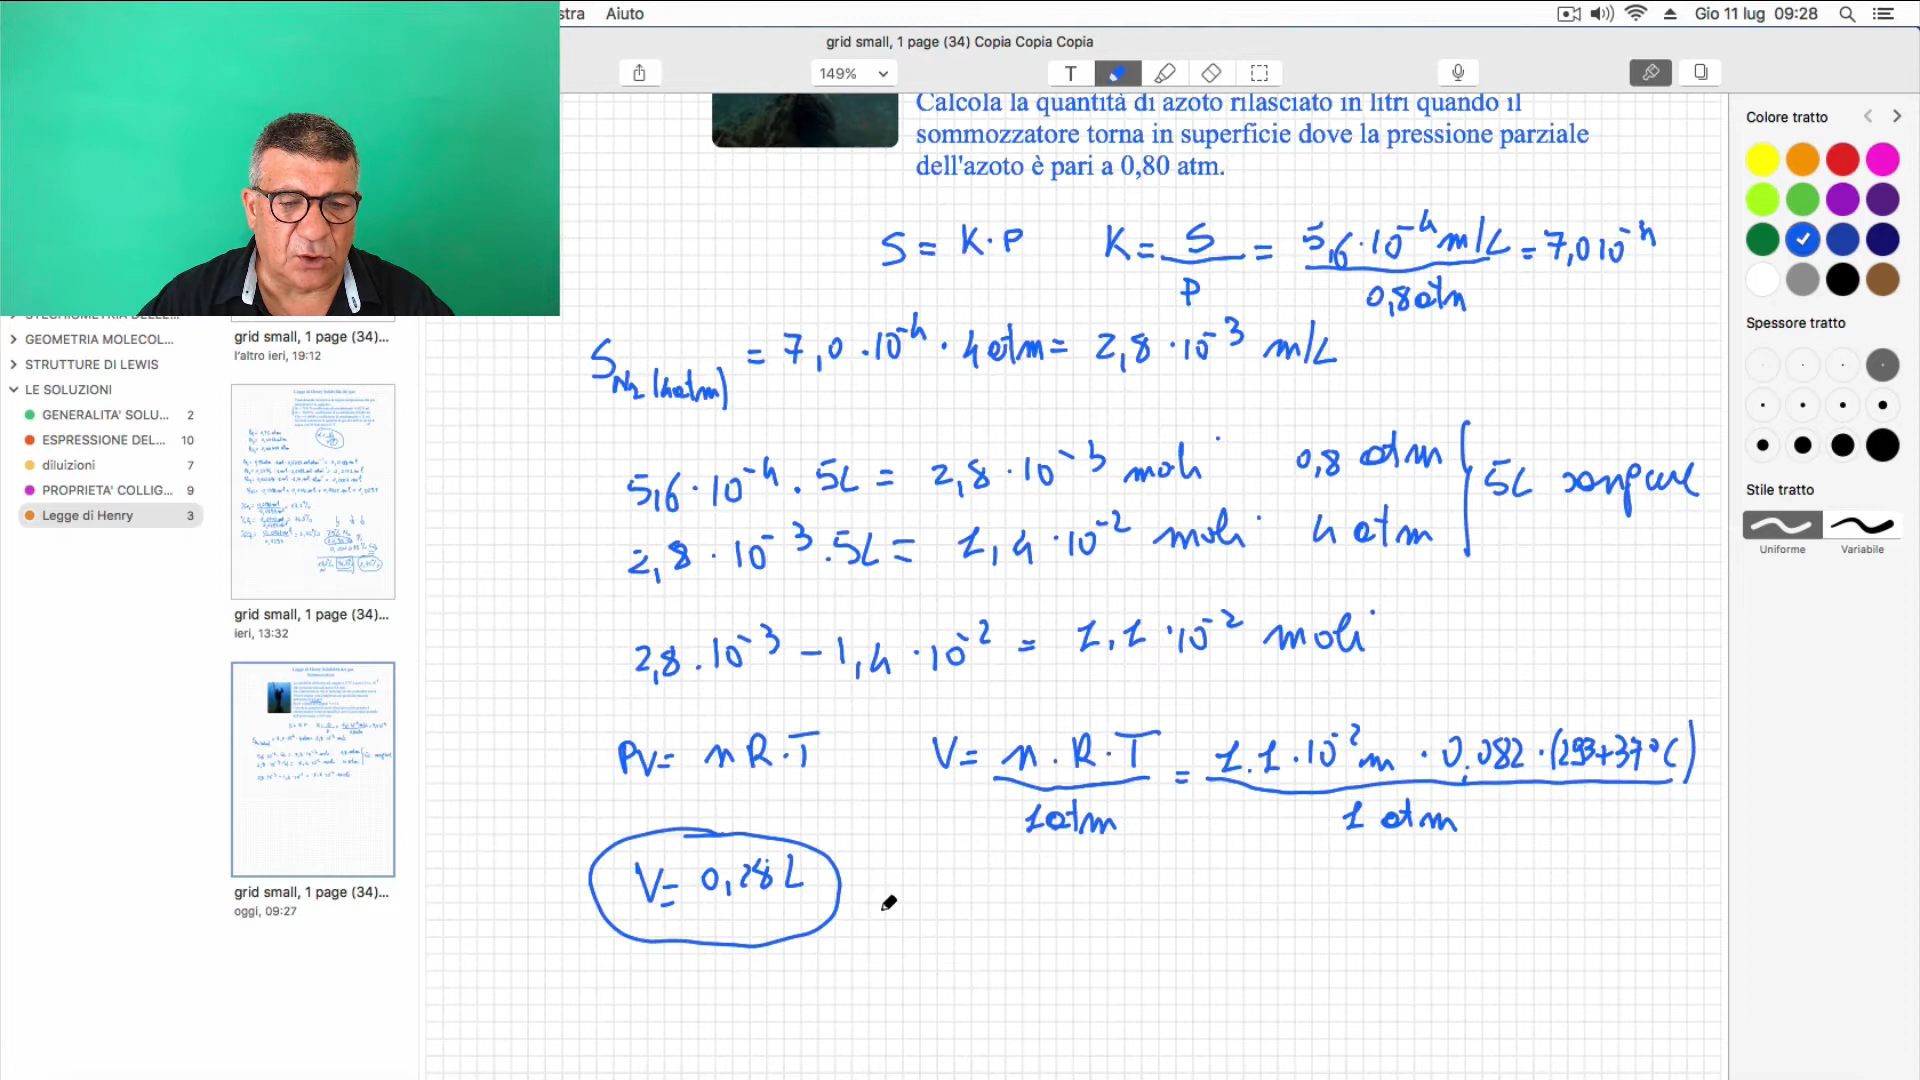 stra Aiuto
Gio 11 lug 09:28
grid small, 1 page (34) Copia Copia Copia
149%
T
Calcola la quantità di azoto rilasciato in litri quando il
sommozzatore torna in superficie dove la pressione parziale
dell'azoto è pari a 0,80 atm.
S = K·P K = S/P = 5,6·10⁻⁴ m/L / 0,8 atm = 7,0 10⁻⁴
S N₂ (4atm) = 7,0·10⁻⁴ · 4 atm = 2,8·10⁻³ m/L
5,6·10⁻⁴ · 5L = 2,8·10⁻³ moli 0,8 atm
2,8·10⁻³ · 5L = 1,4·10⁻² moli 4 atm
5L sangue
2,8·10⁻³ – 1,4·10⁻² = 1,1·10⁻² moli
PV = nR·T V = n·R·T / 1atm = 1.1·10⁻² m · 0.082 · (293+37°C) / 1 atm
V = 0,28 L
GEOMETRIA MOLECOL...
STRUTTURE DI LEWIS
LE SOLUZIONI
GENERALITA' SOLU... 2
ESPRESSIONE DEL... 10
diluizioni 7
PROPRIETA' COLLIG... 9
Legge di Henry 3
grid small, 1 page (34)...
l'altro ieri, 19:12
grid small, 1 page (34)...
ieri, 13:32
grid small, 1 page (34)...
oggi, 09:27
Colore tratto
Spessore tratto
Stile tratto
Uniforme Variabile